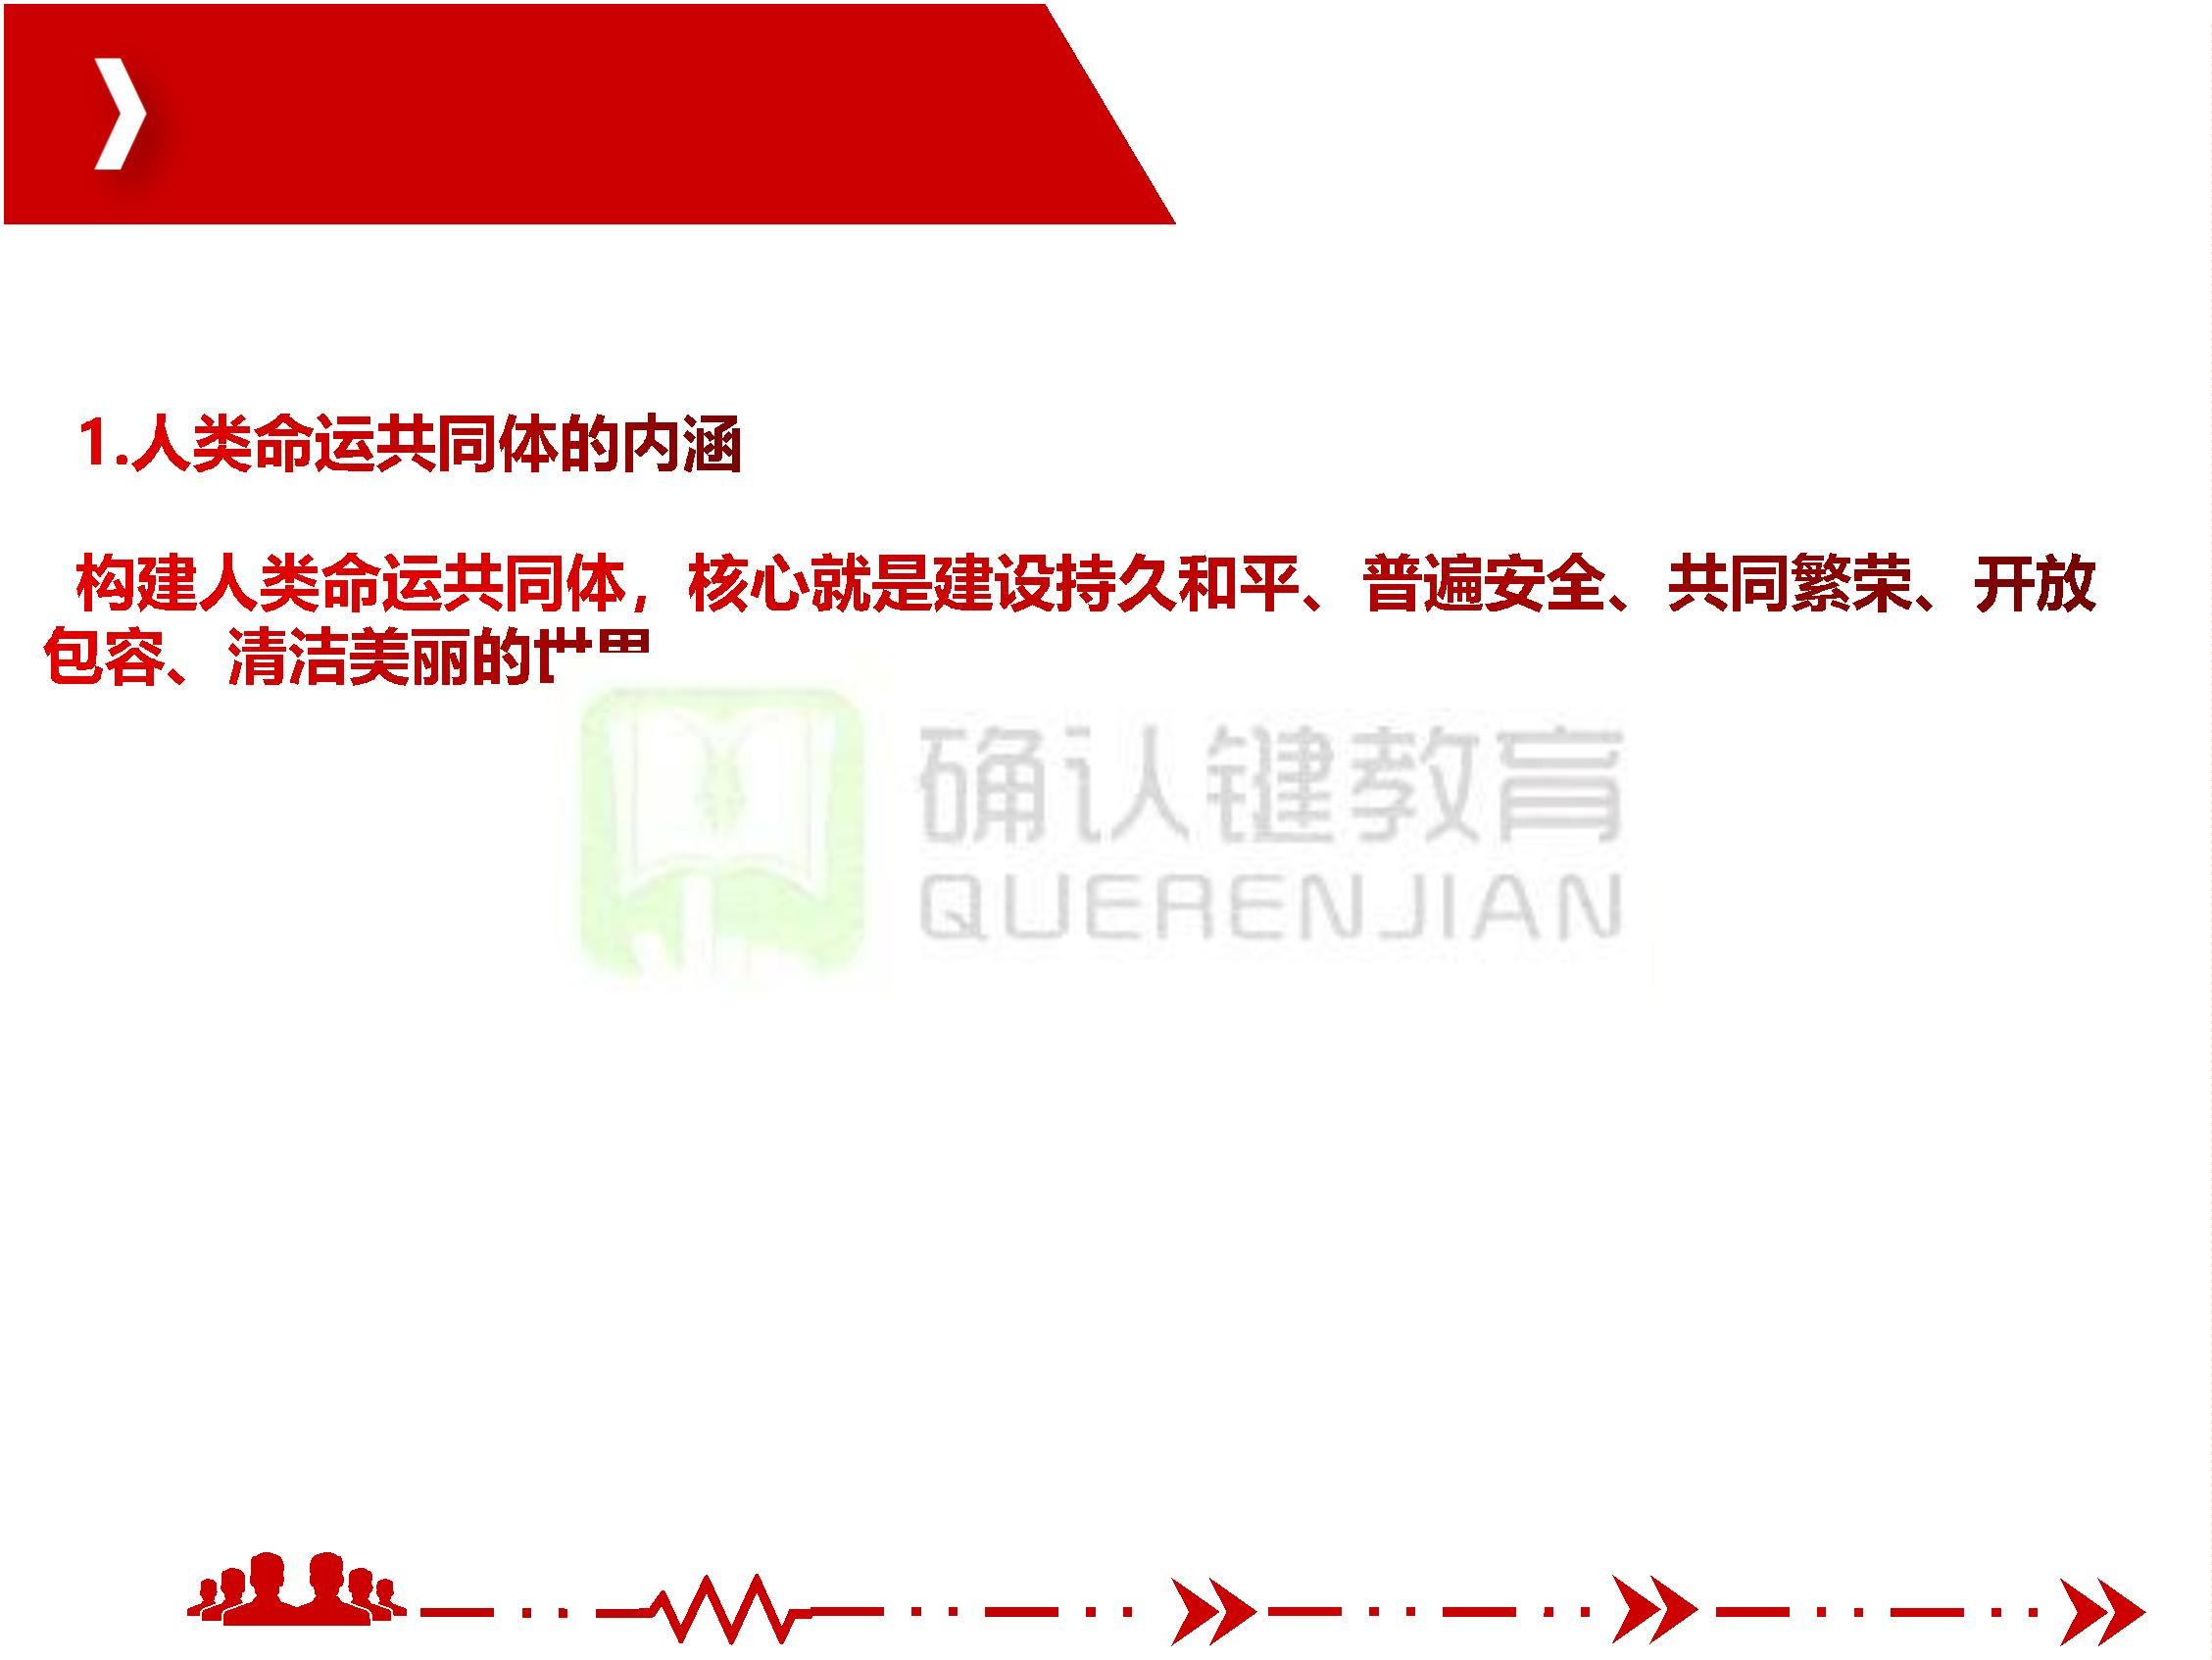 1.人类命运共同体的内涵
构建人类命运共同体，核心就是建设持久和平、普遍安全、共同繁荣、开放
包容、清洁美丽的世界
确认键教育
QUERENJIAN